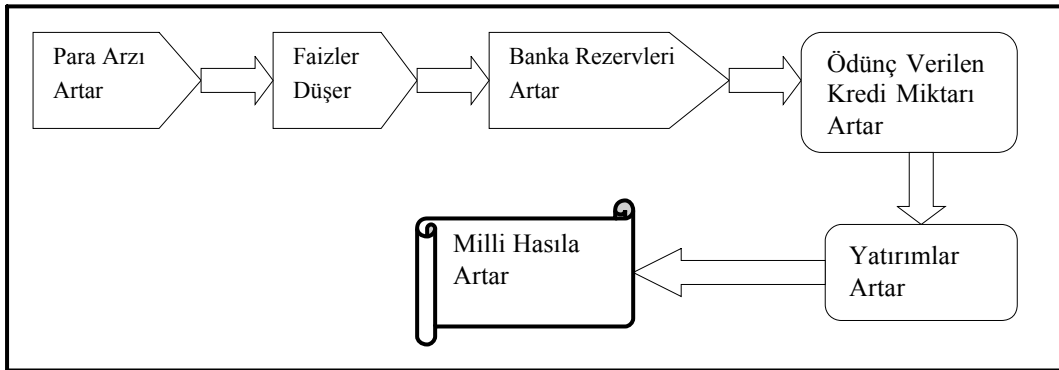 Para Arzı
Artar
Faizler
Düşer
Banka Rezervleri
Artar
Ödünç Verilen
Kredi Miktarı
Artar
Yatırımlar
Artar
Milli Hasıla
Artar